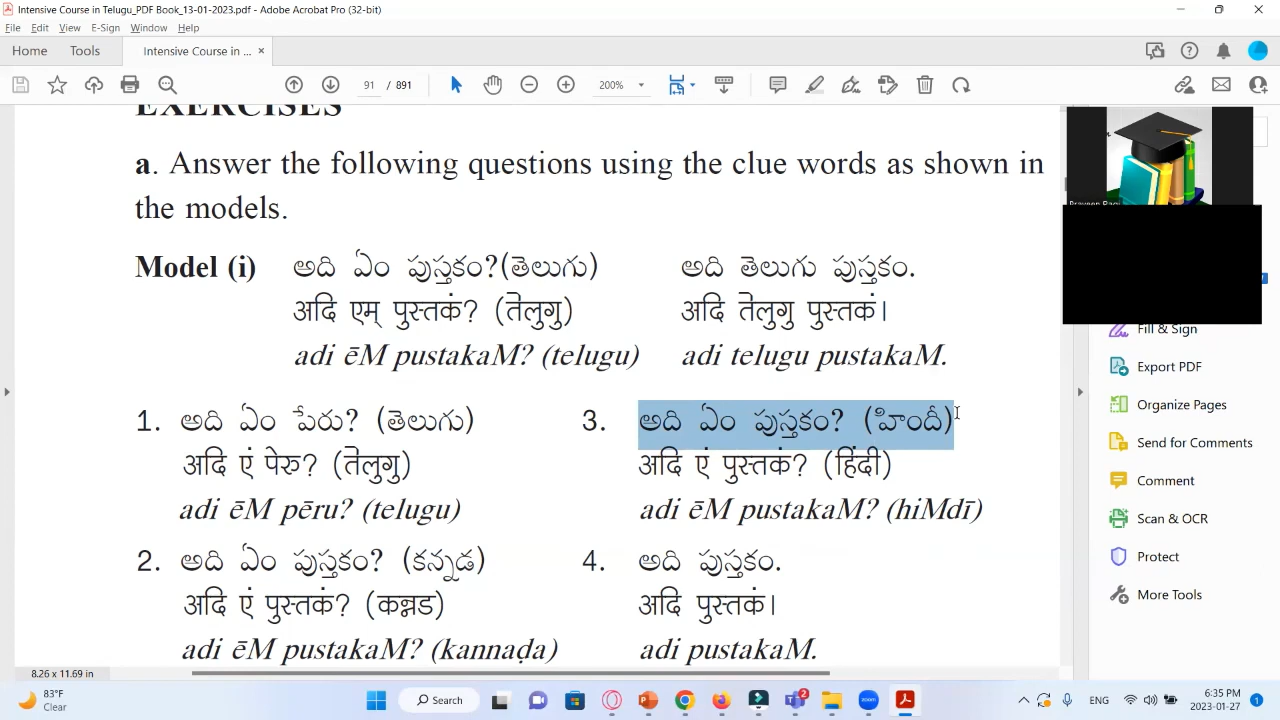 Intensive Course in Telugu_PDF Book_13-01-2023.pdf - Adobe Acrobat Pro (32-bit)
File Edit View E-Sign Window Help
Home Tools Intensive Course in ... ×
91 / 891 200%
EXERCISES
a. Answer the following questions using the clue words as shown in
the models.
Model (i) అది ఏం పుస్తకం?(తెలుగు) అది తెలుగు పుస్తకం.
अदि एम् पुस्तकं? (तॆलुगु) अदि तॆलुगु पुस्तकं।
adi ēM pustakaM? (telugu) adi telugu pustakaM.
1. అది ఏం పేరు? (తెలుగు)
अदि एं पेरु? (तॆलुगु)
adi ēM pēru? (telugu)
2. అది ఏం పుస్తకం? (కన్నడ)
अदि एं पुस्तकं? (कन्नड)
adi ēM pustakaM? (kannaḍa)
3. అది ఏం పుస్తకం? (హిందీ)
अदि एं पुस्तकं? (हिंदी)
adi ēM pustakaM? (hiMdī)
4. అది పుస్తకం.
अदि पुस्तकं।
adi pustakaM.
Fill & Sign
Export PDF
Organize Pages
Send for Comments
Comment
Scan & OCR
Protect
More Tools
8.26 x 11.69 in
83°F
Clear
Search
2
zoom
ENG
6:35 PM
2023-01-27
1